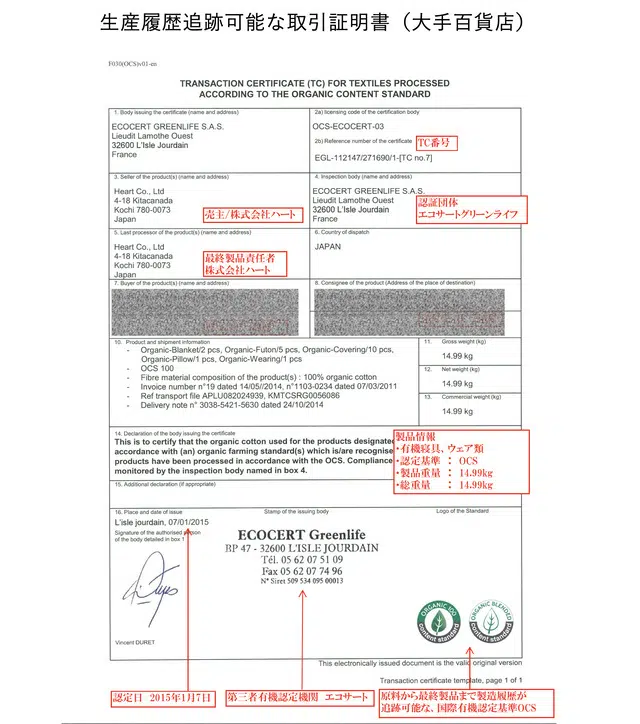 生産履歴追跡可能な取引証明書（大手百貨店）
F030(OCS)v01-en
TRANSACTION CERTIFICATE (TC) FOR TEXTILES PROCESSED
ACCORDING TO THE ORGANIC CONTENT STANDARD
1. Body issuing the certificate (name and address)
ECOCERT GREENLIFE S.A.S.
Lieudit Lamothe Ouest
32600 L'Isle Jourdain
France
2a) licensing code of the certification body
OCS-ECOCERT-03
2b) Reference number of the certificate
TC番号
EGL-112147/271690/1-[TC no.7]
3. Seller of the product(s) (name and address)
Heart Co., Ltd
4-18 Kitacanada
Kochi 780-0073
Japan
売主/株式会社ハート
4. Inspection body (name and address)
ECOCERT GREENLIFE S.A.S.
Lieudit Lamothe Ouest
32600 L'Isle Jourdain
France
認証団体
エコサートグリーンライフ
5. Last processor of the product(s) (name and address)
Heart Co., Ltd
4-18 Kitacanada
Kochi 780-0073
Japan
最終製品責任者
株式会社ハート
6. Country of dispatch
JAPAN
7. Buyer of the product(s) (name and address)
8. Consignee of the product (Address of the place of destination)
10. Product and shipment information
- Organic-Blanket/2 pcs, Organic-Futon/5 pcs, Organic-Covering/10 pcs,
Organic-Pillow/1 pcs, Organic-Wearing/1 pcs
- OCS 100
- Fibre material composition of the product(s) : 100% organic cotton
- Invoice number n°19 dated 14/05//2014, n°1103-0234 dated 07/03/2011
- Ref transport file APLU082024939, KMTCSRG0056086
- Delivery note n° 3038-5421-5630 dated 24/10/2014
11. Gross weight (kg)
14.99 kg
12. Net weight (kg)
14.99 kg
13. Commercial weight (kg)
14.99 kg
14. Declaration of the body issuing the certificate
This is to certify that the organic cotton used for the products designated
accordance with (an) organic farming standard(s) which is/are recognise
products have been processed in accordance with the OCS. Compliance
monitored by the inspection body named in box 4.
製品情報
・有機寝具、ウェア類
・認定基準 ： OCS
・製品重量 ： 14.99kg
・総重量 ： 14.99kg
15. Additional declaration (if appropriate)
16. Place and date of issue
L'isle jourdain, 07/01/2015
Signature of the authorised person
of the body detailed in box 1
Vincent DURET
Stamp of the issuing body
ECOCERT Greenlife
BP 47 - 32600 L'ISLE JOURDAIN
Tél. 05 62 07 51 09
Fax 05 62 07 74 96
N° Siret 509 534 095 00013
Logo of the Standard
ORGANIC 100
content standard
ORGANIC BLENDED
content standard
This electronically issued document is the valid original version
Transaction certificate template, page 1 of 1
認定日 2015年1月7日
第三者有機認定機関 エコサート
原料から最終製品まで製造履歴が
追跡可能な、国際有機認定基準OCS